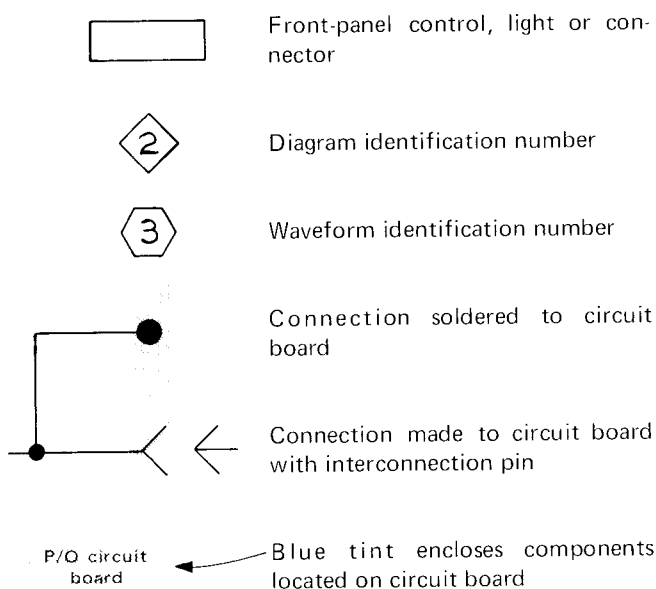 Front-panel control, light or con-
nector
2
Diagram identification number
3
Waveform identification number
Connection soldered to circuit
board
Connection made to circuit board
with interconnection pin
P/O circuit
board
Blue tint encloses components
located on circuit board